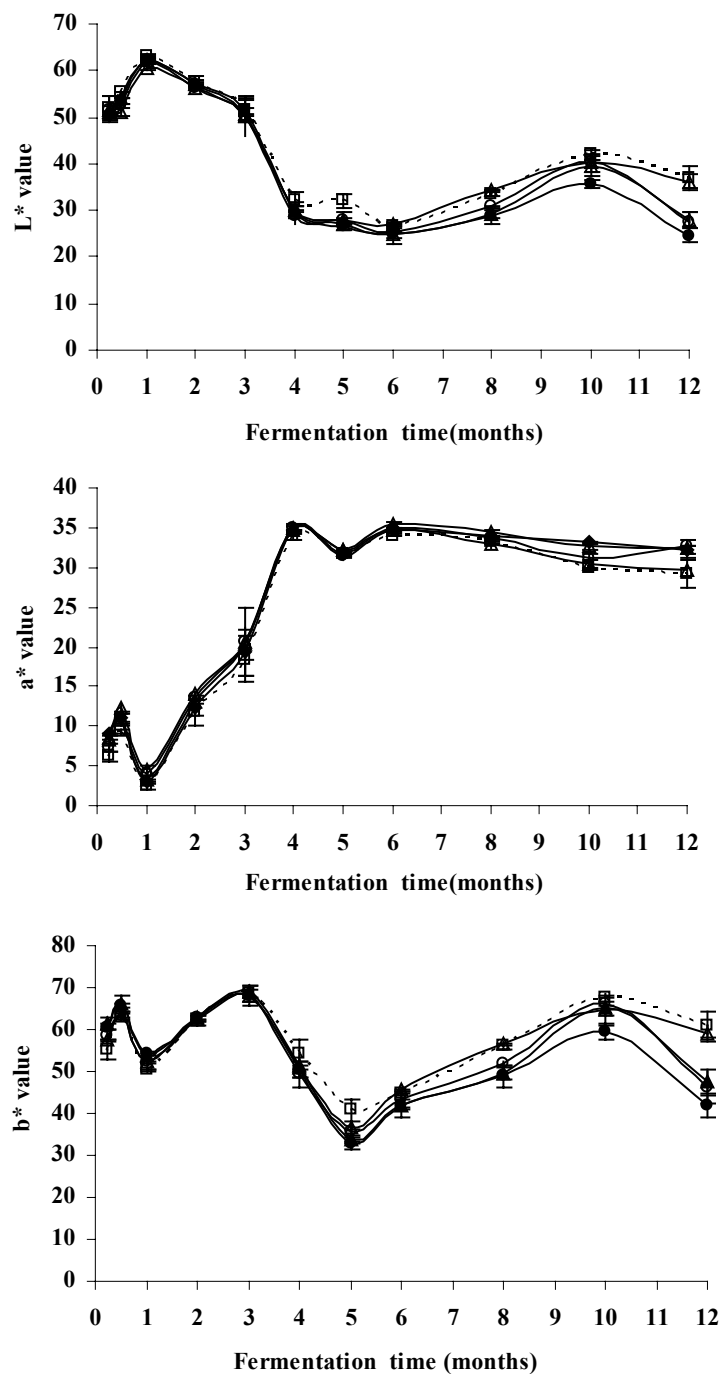 70
60
50
40
30
20
10
0
L* value
0 1 2 3 4 5 6 7 8 9 10 11 12
Fermentation time(months)
40
35
30
25
20
15
10
5
0
a* value
0 1 2 3 4 5 6 7 8 9 10 11 12
Fermentation time(months)
80
70
60
50
40
30
20
10
0
b* value
0 1 2 3 4 5 6 7 8 9 10 11 12
Fermentation time (months)